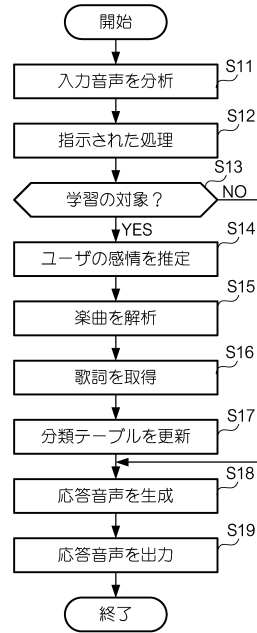 開始
S11
入力音声を分析
S12
指示された処理
S13
学習の対象？
NO
YES
S14
ユーザの感情を推定
S15
楽曲を解析
S16
歌詞を取得
S17
分類テーブルを更新
S18
応答音声を生成
S19
応答音声を出力
終了